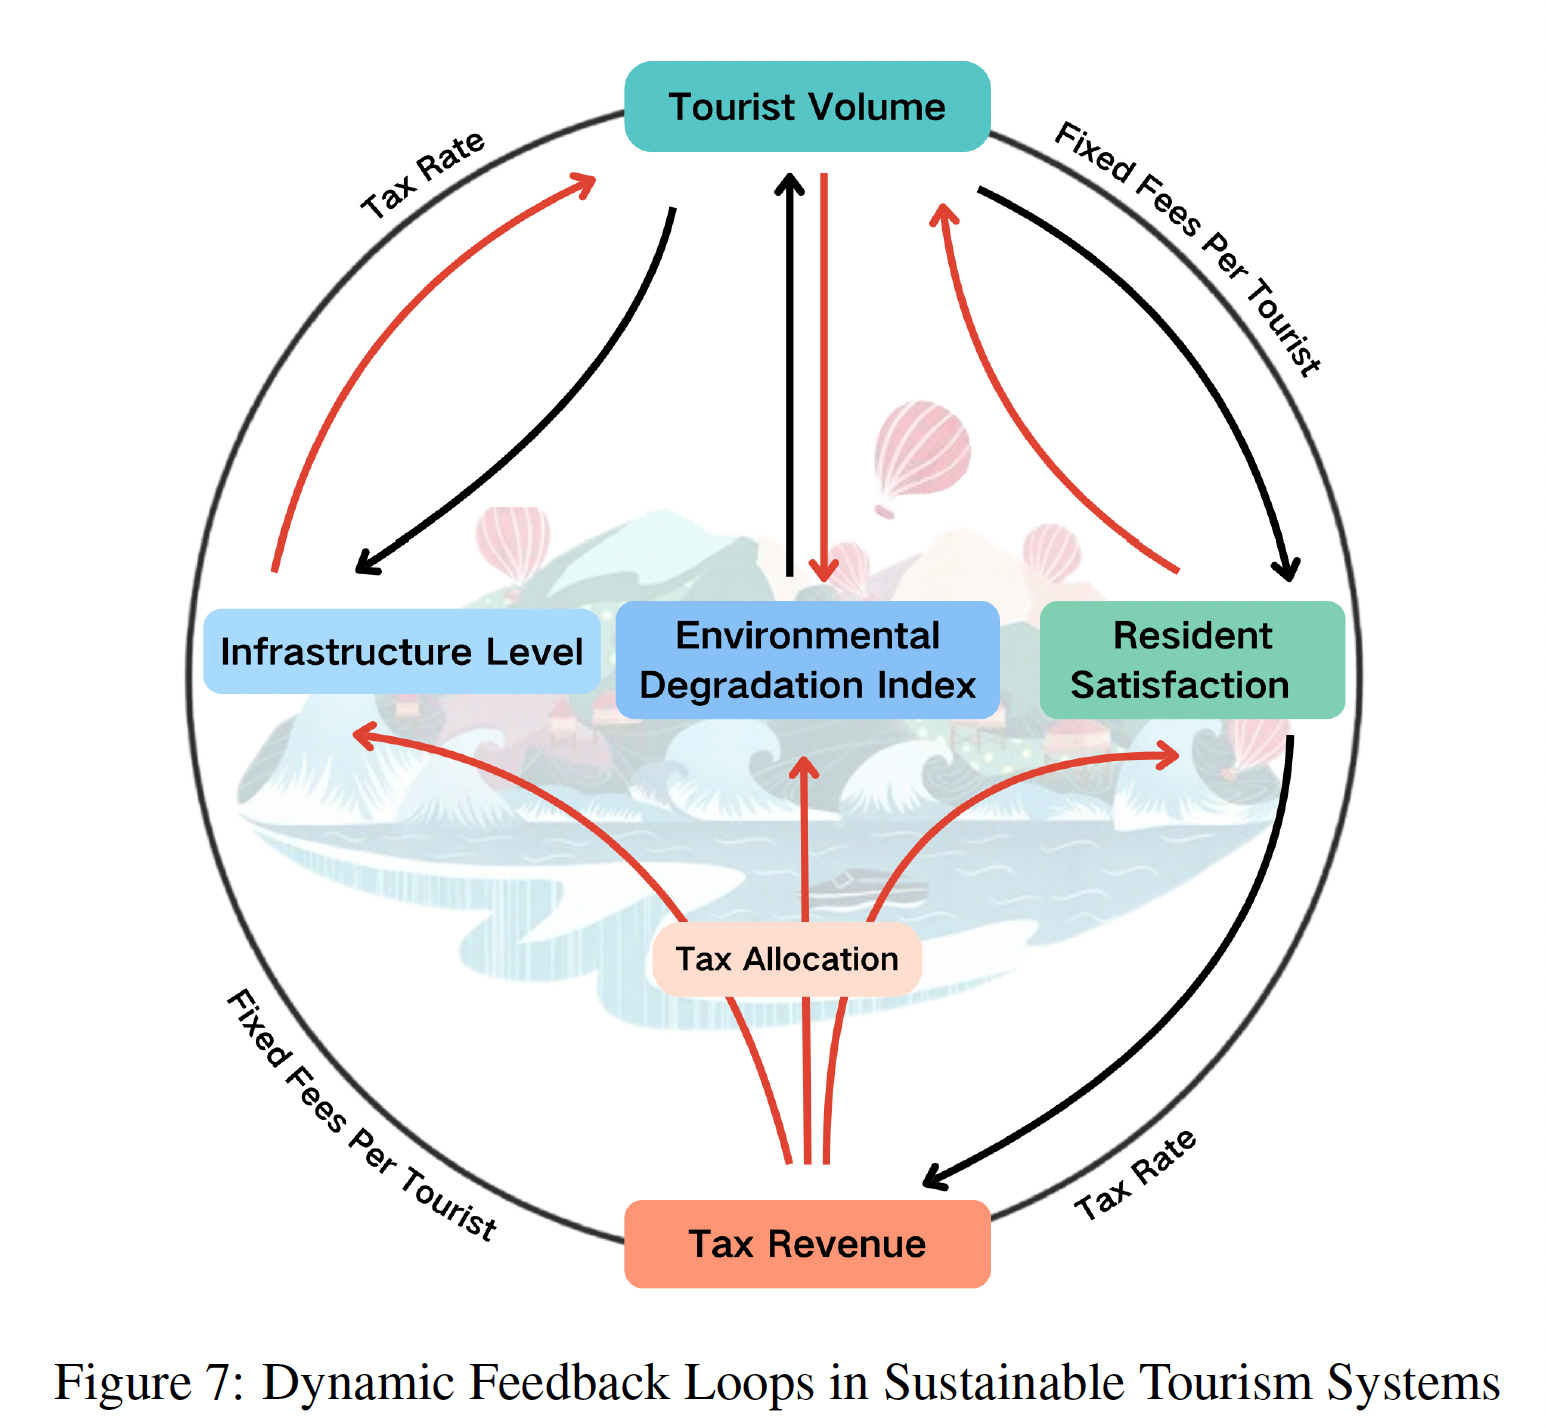 Tourist Volume
Tax Rate
Fixed Fees Per Tourist
Infrastructure Level
Environmental
Degradation Index
Resident
Satisfaction
Tax Allocation
Fixed Fees Per Tourist
Tax Rate
Tax Revenue
Figure 7: Dynamic Feedback Loops in Sustainable Tourism Systems